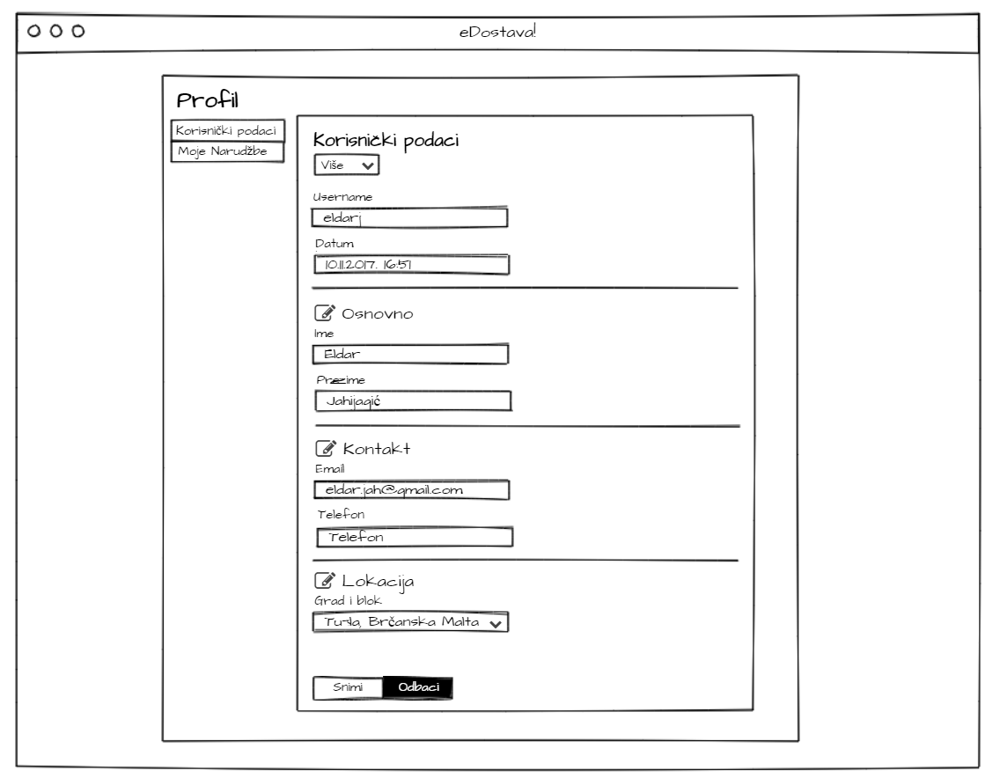 eDostava!
Profil
Korisnički podaci
Moje Narudžbe
Korisnički podaci
Više
Username
eldarj
Datum
10.11.2017. 16:51
Osnovno
Ime
Eldar
Prezime
Jahijagić
Kontakt
Email
eldar.jah@gmail.com
Telefon
Telefon
Lokacija
Grad i blok
Tuzla, Brčanska Malta
Snimi Odbaci